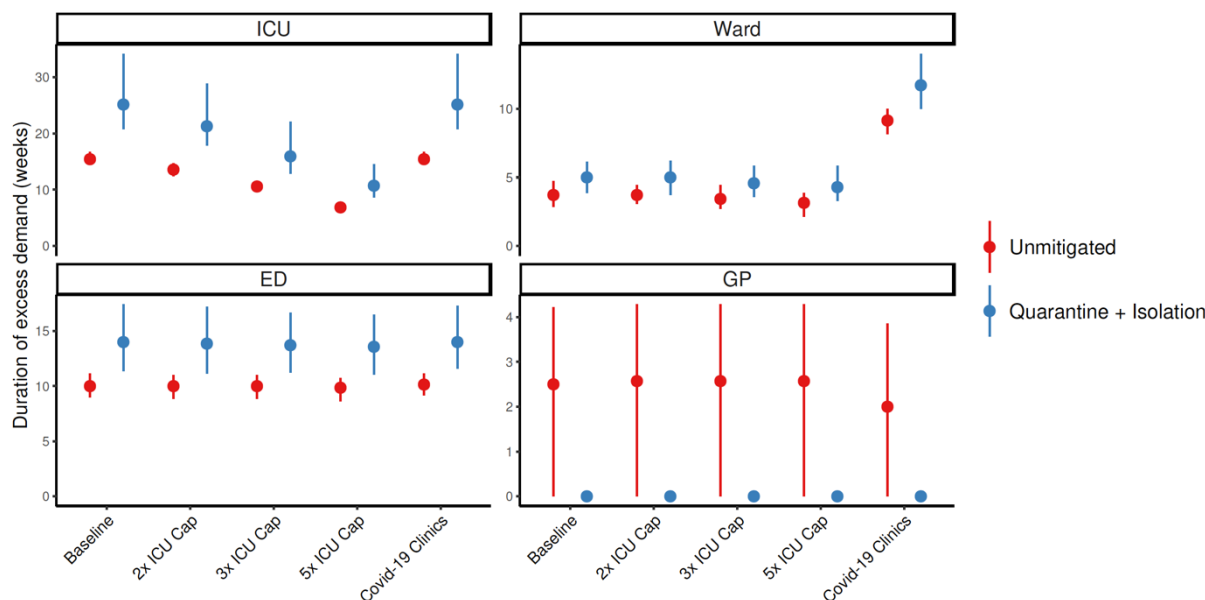 ICU
Ward
Duration of excess demand (weeks)
30
20
10
0
10
5
0
ED
GP
15
10
5
0
4
3
2
1
0
Baseline
2x ICU Cap
3x ICU Cap
5x ICU Cap
Covid-19 Clinics
Baseline
2x ICU Cap
3x ICU Cap
5x ICU Cap
Covid-19 Clinics
Unmitigated
Quarantine + Isolation